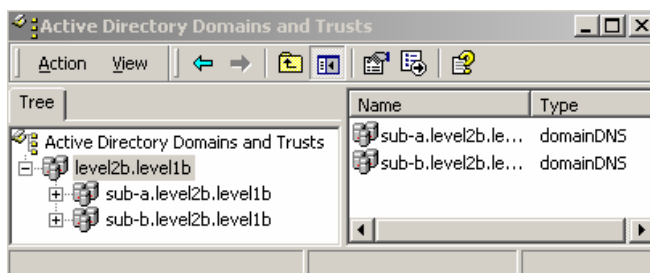 Active Directory Domains and Trusts
Action View
Tree
Name Type
Active Directory Domains and Trusts
level2b.level1b
sub-a.level2b.level1b
sub-b.level2b.level1b
sub-a.level2b.le... domainDNS
sub-b.level2b.le... domainDNS